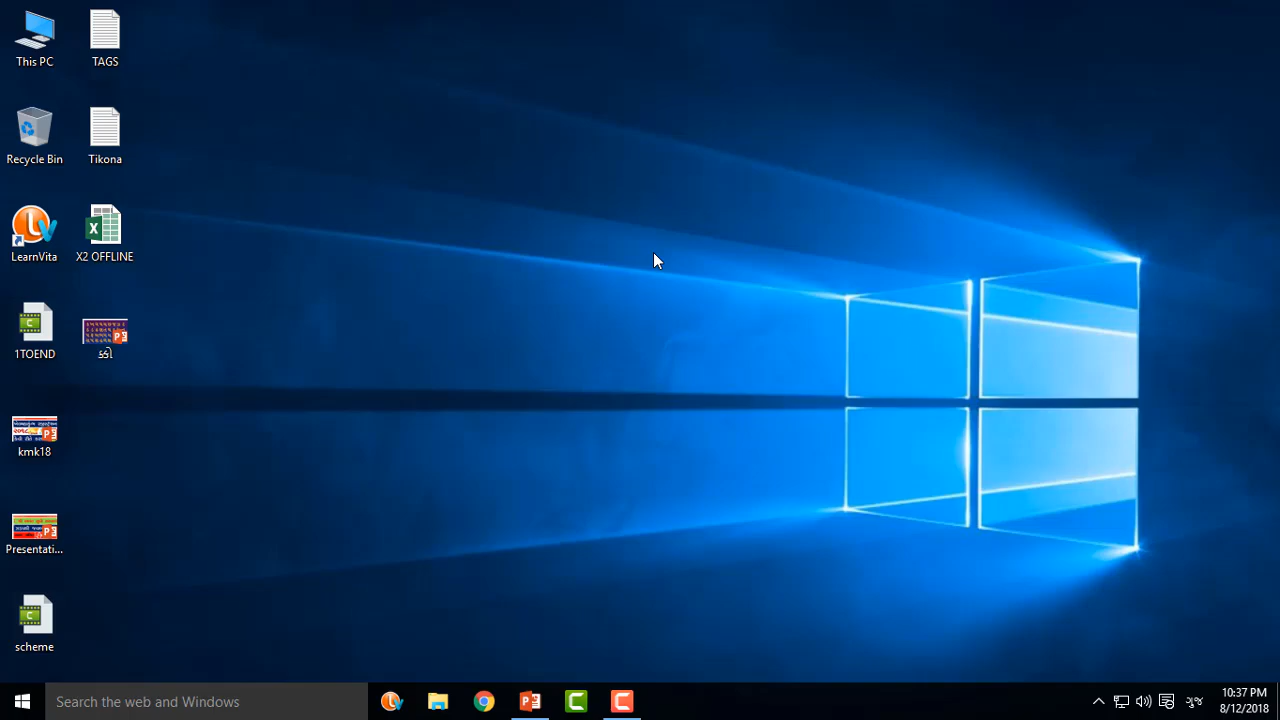 This PC
TAGS
Recycle Bin
Tikona
LearnVita
X2 OFFLINE
1TOEND
kmk18
Presentati...
scheme
Search the web and Windows
10:37 PM
8/12/2018